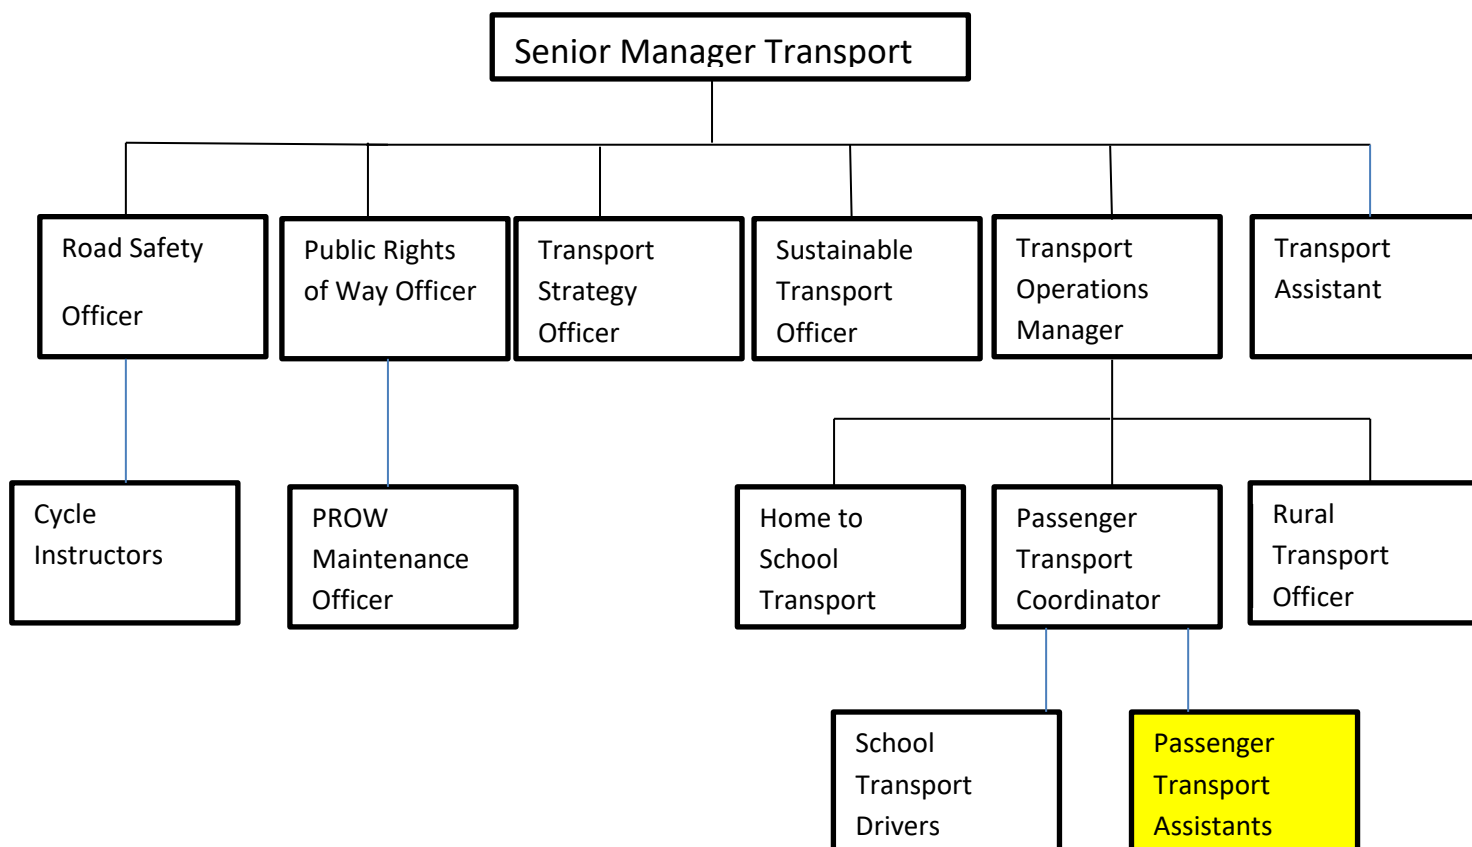 Senior Manager Transport
Road Safety
Officer
Public Rights
of Way Officer
Transport
Strategy
Officer
Sustainable
Transport
Officer
Transport
Operations
Manager
Transport
Assistant
Cycle
Instructors
PROW
Maintenance
Officer
Home to
School
Transport
Passenger
Transport
Coordinator
Rural
Transport
Officer
School
Transport
Drivers
Passenger
Transport
Assistants